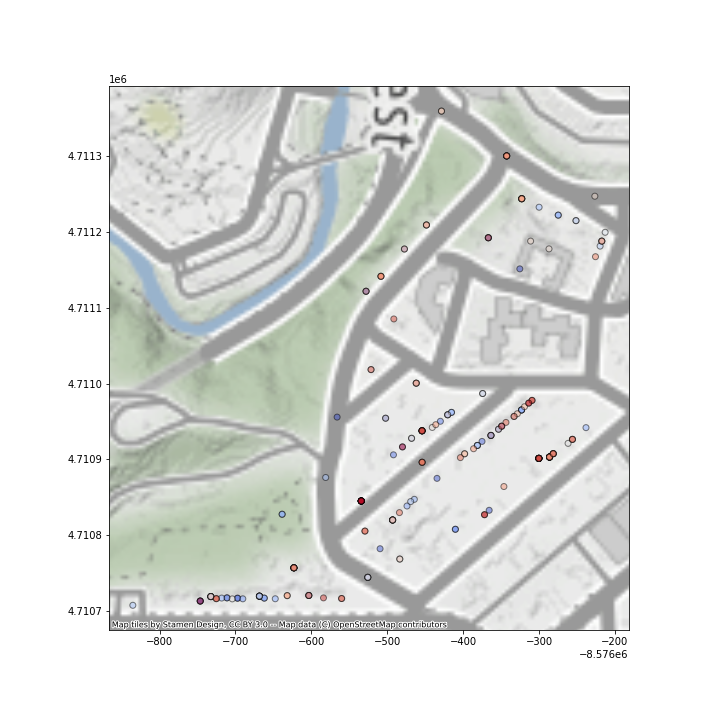 1e6
ast
4.7113
4.7112
4.7111
4.7110
4.7109
4.7108
4.7107
Map tiles by Stamen Design, CC BY 3.0 -- Map data (C) OpenStreetMap contributors
−800 −700 −600 −500 −400 −300 −200
−8.576e6